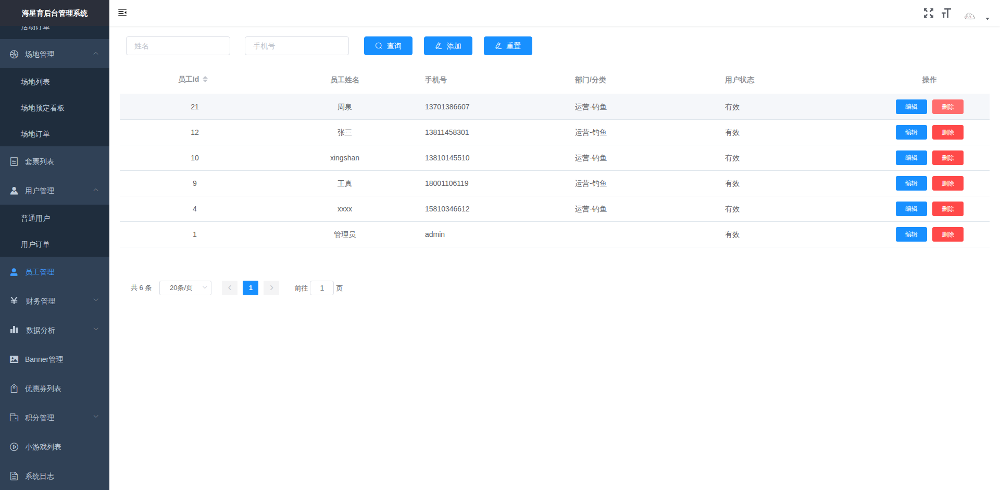 海星育后台管理系统
活动订单
场地管理
场地列表
场地预定看板
场地订单
套票列表
用户管理
普通用户
用户订单
员工管理
财务管理
数据分析
Banner管理
优惠券列表
积分管理
小游戏列表
系统日志
姓名 手机号 查询 添加 重置
员工Id 员工姓名 手机号 部门/分类 用户状态 操作
21 周泉 13701386607 运营-钓鱼 有效 编辑 删除
12 张三 13811458301 运营-钓鱼 有效 编辑 删除
10 xingshan 13810145510 运营-钓鱼 有效 编辑 删除
9 王真 18001106119 运营-钓鱼 有效 编辑 删除
4 xxxx 15810346612 运营-钓鱼 有效 编辑 删除
1 管理员 admin 有效 编辑 删除
共 6 条 20条/页 1 前往 1 页